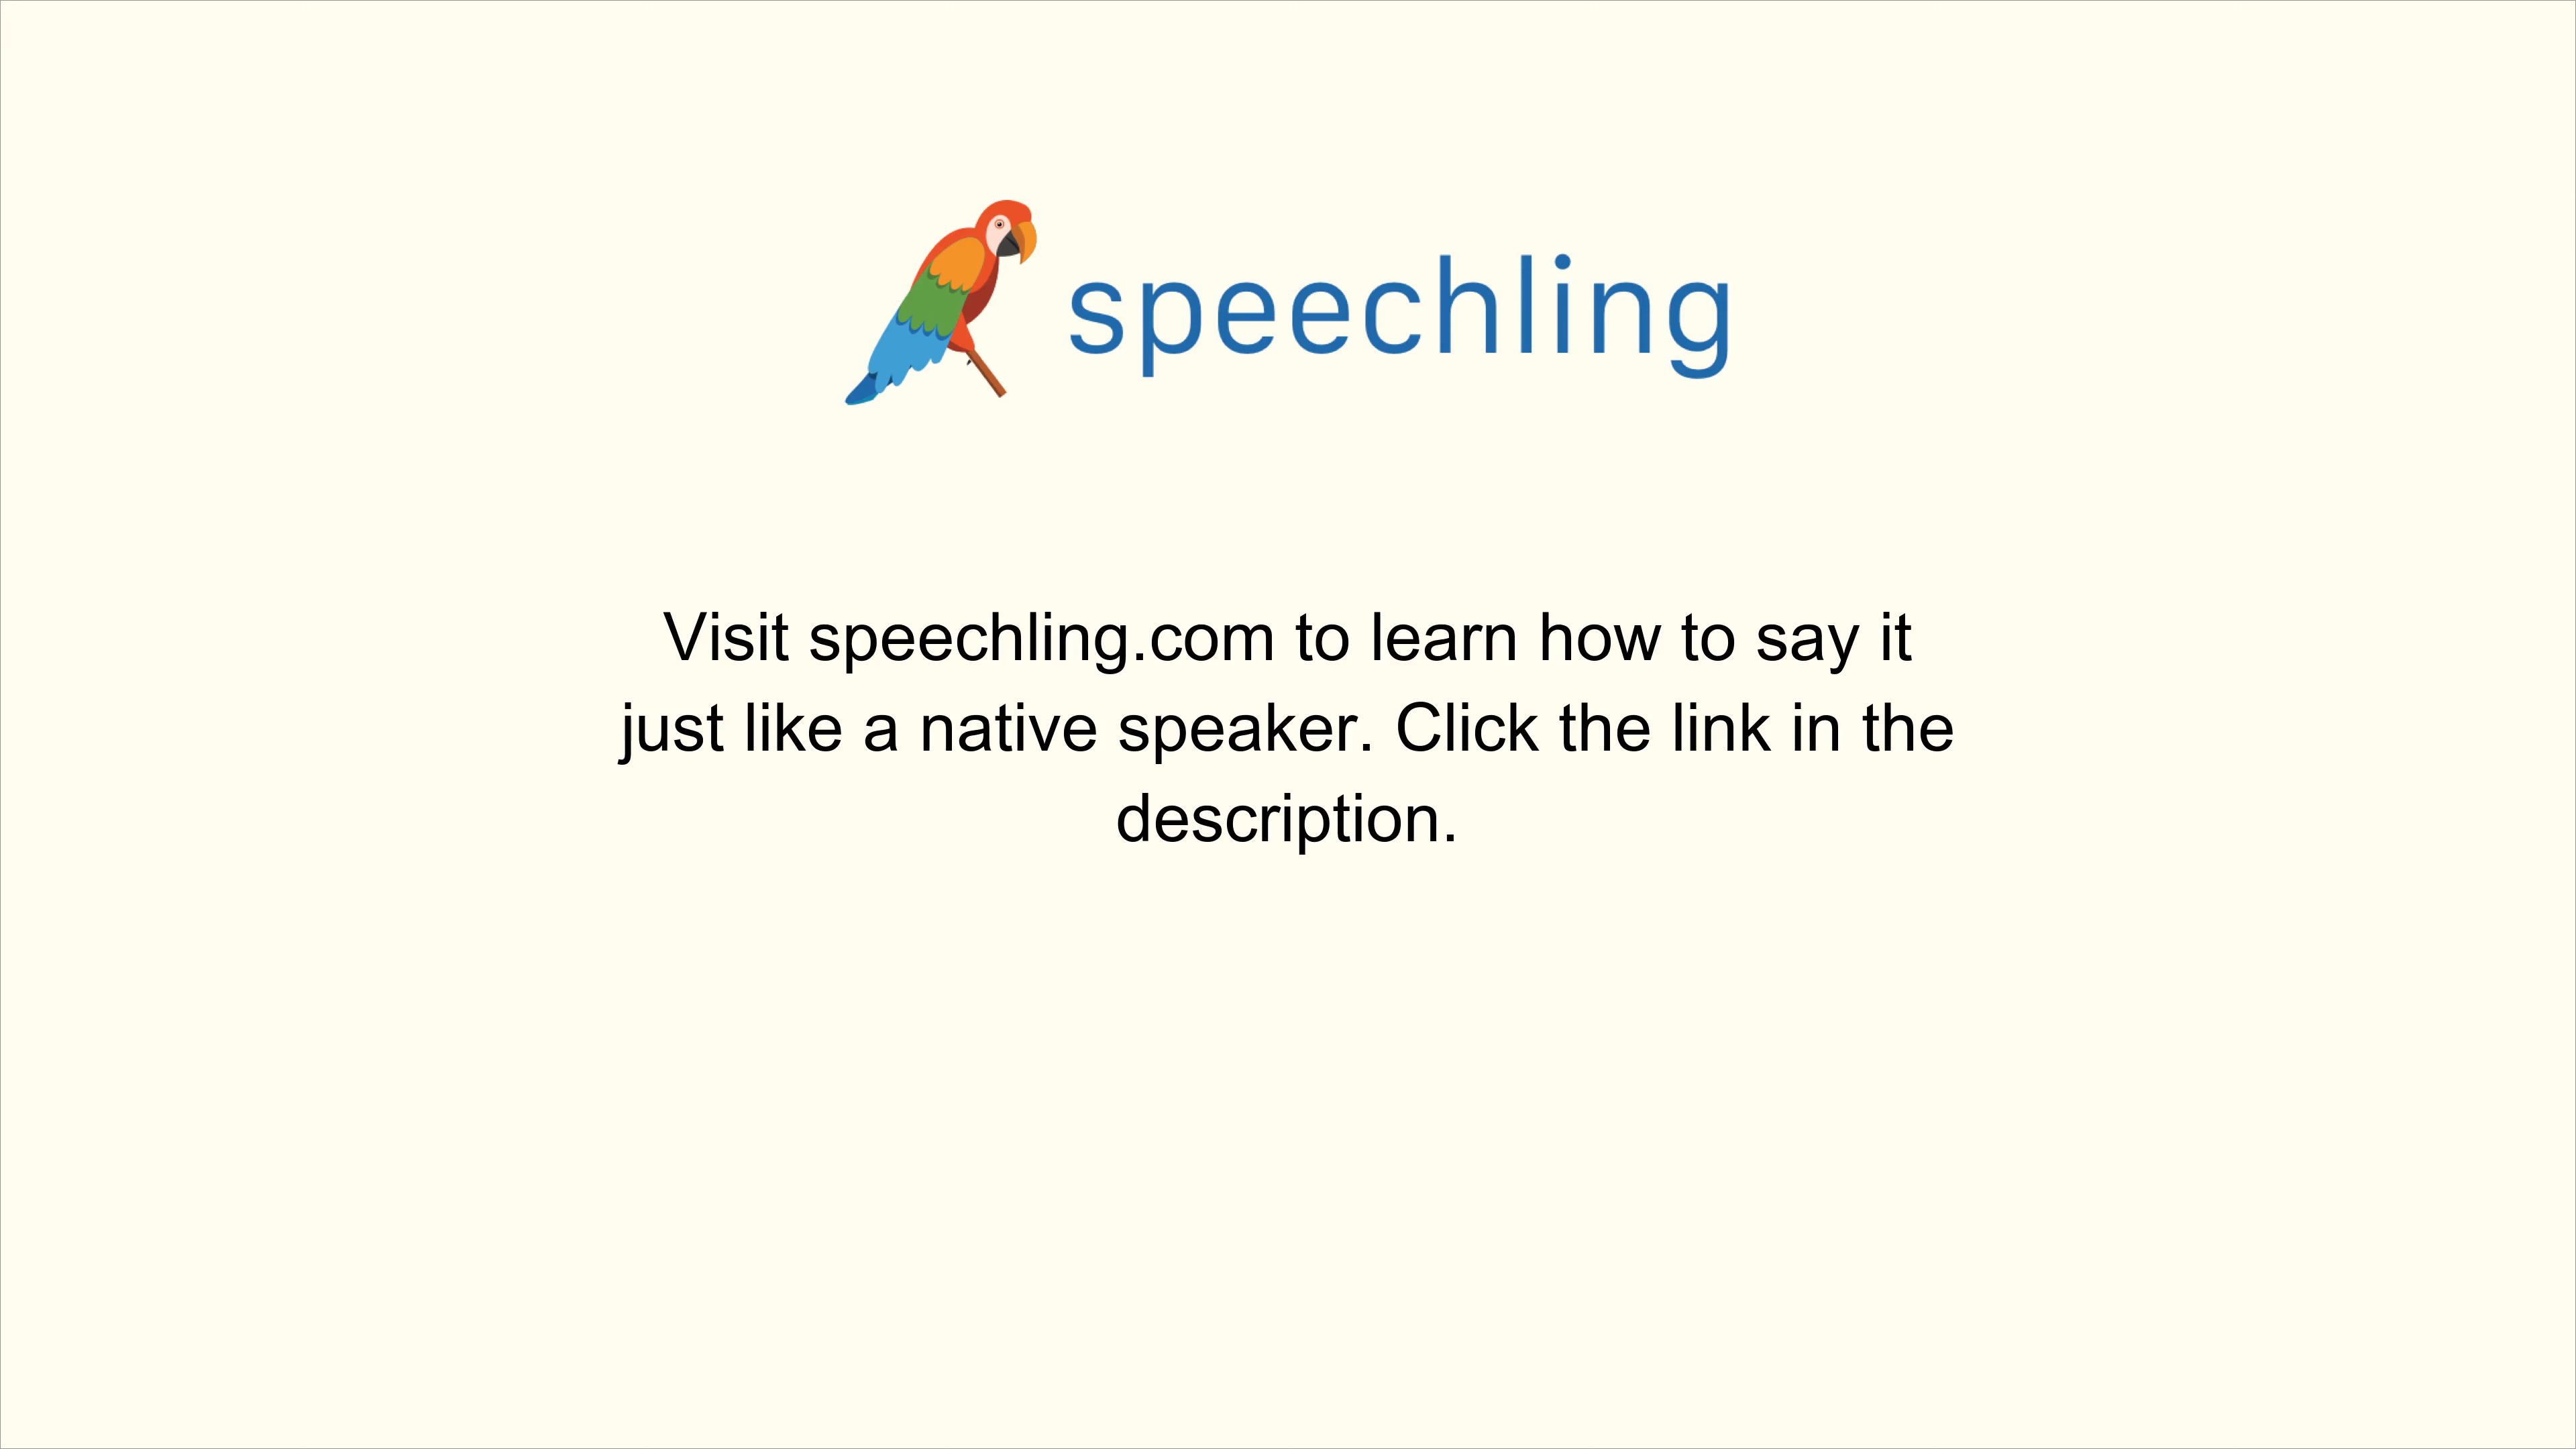 speechling
Visit speechling.com to learn how to say it
just like a native speaker. Click the link in the
description.